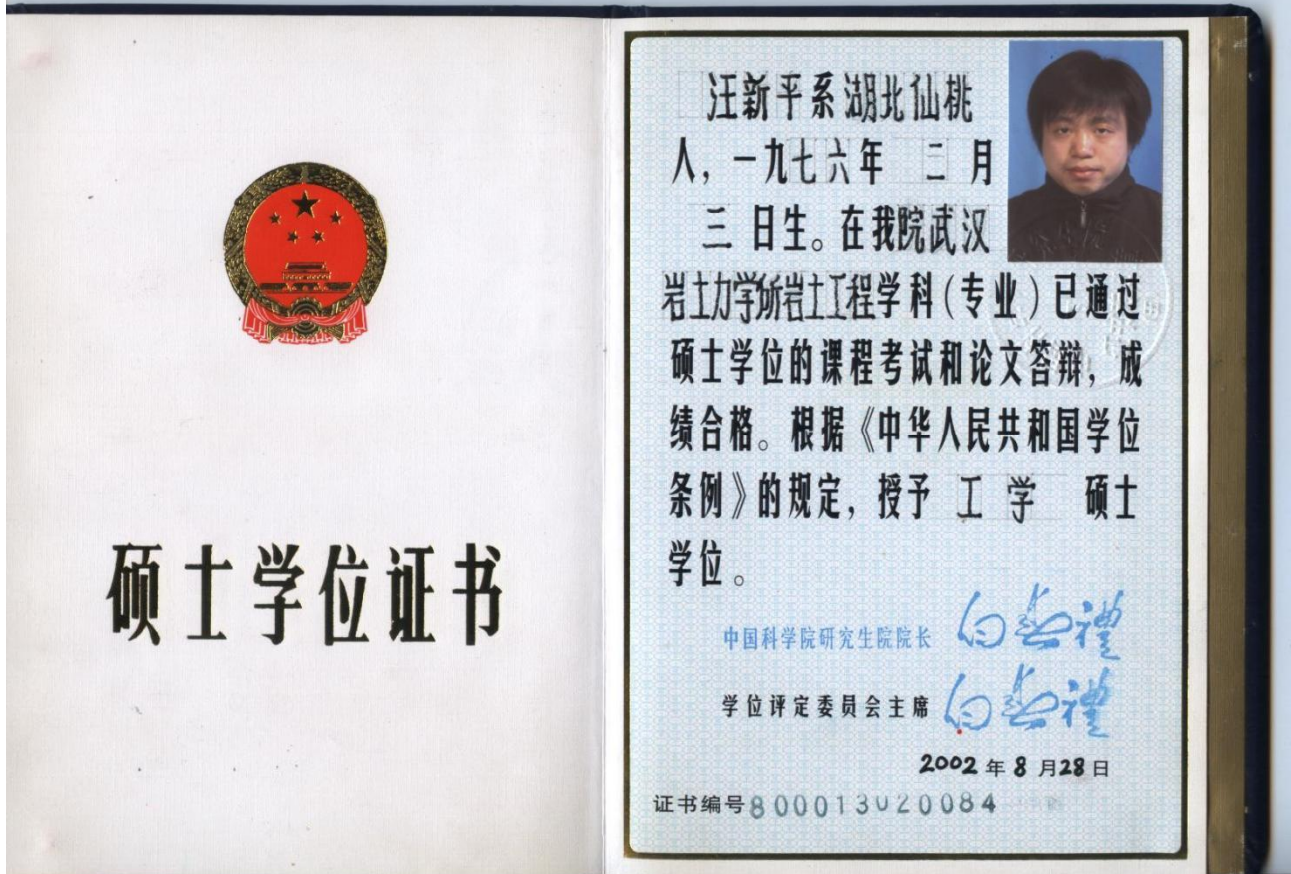 硕士学位证书
汪新平系湖北仙桃
人，一九七六年 二 月
三 日生。在我院武汉
岩土力学所岩土工程学科(专业)已通过
硕士学位的课程考试和论文答辩，成
绩合格。根据《中华人民共和国学位
条例》的规定，授予 工 学 硕士
学位。
中国科学院研究生院院长 白春禮
学位评定委员会主席 白春禮
2002 年 8 月28 日
证书编号 800013020084